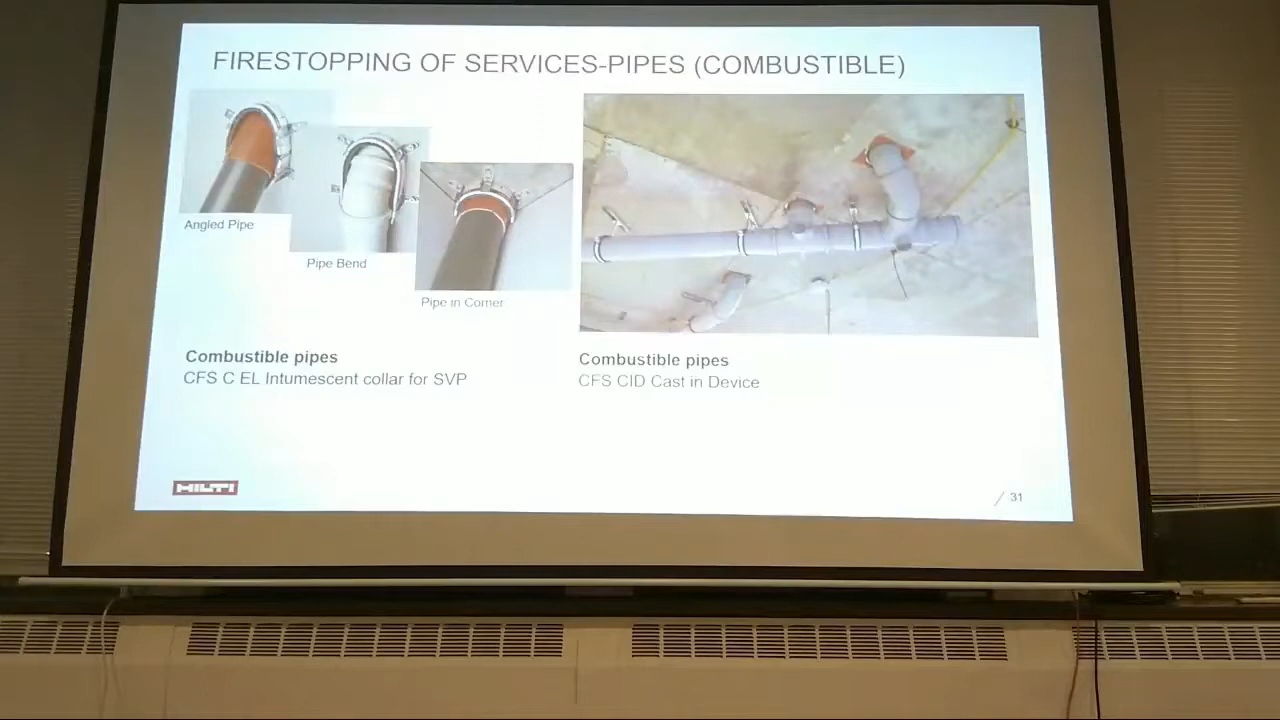 FIRESTOPPING OF SERVICES-PIPES (COMBUSTIBLE)
Angled Pipe
Pipe Bend
Pipe in Corner
Combustible pipes
CFS C EL Intumescent collar for SVP
Combustible pipes
CFS CID Cast in Device
HILTI
/ 31